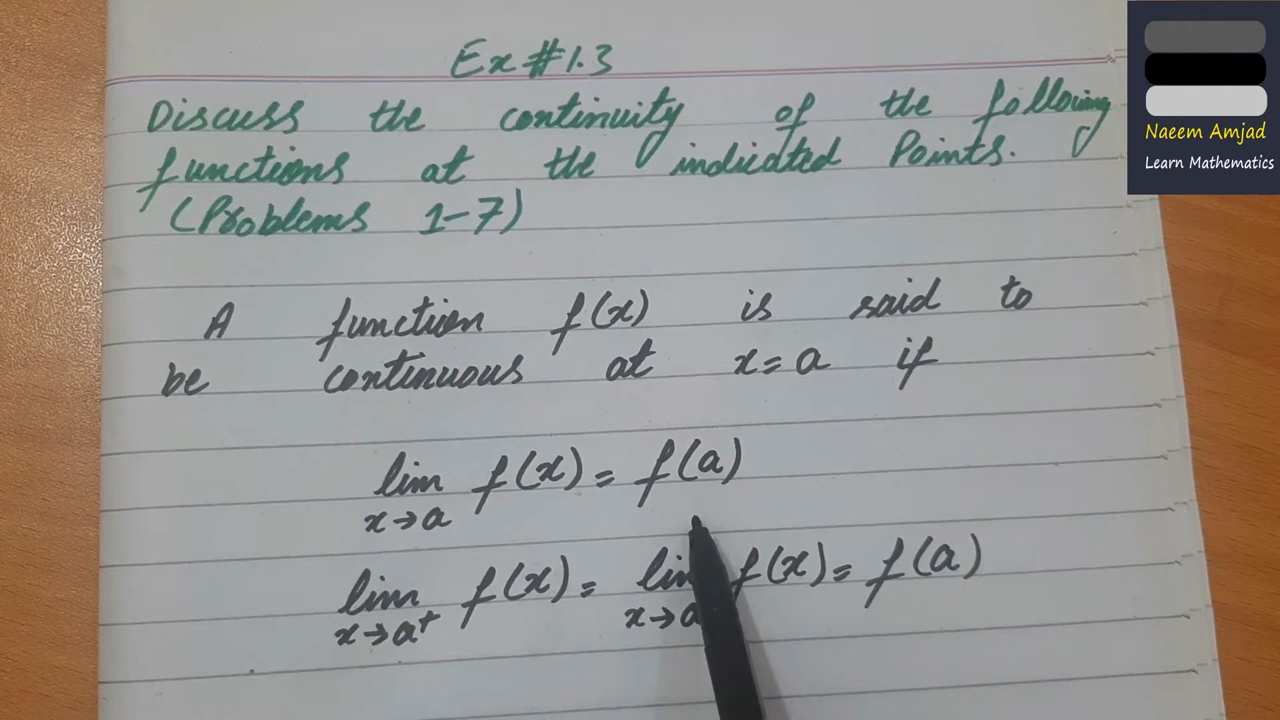 Ex#1.3
Discuss the continuity of the following
functions at the indicated Points.
(Problems 1-7)
A function f(x) is said to
be continuous at x=a if
lim f(x) = f(a)
x→a
lim f(x) = lim f(x) = f(a)
x→a⁺ x→a
Naeem Amjad
Learn Mathematics